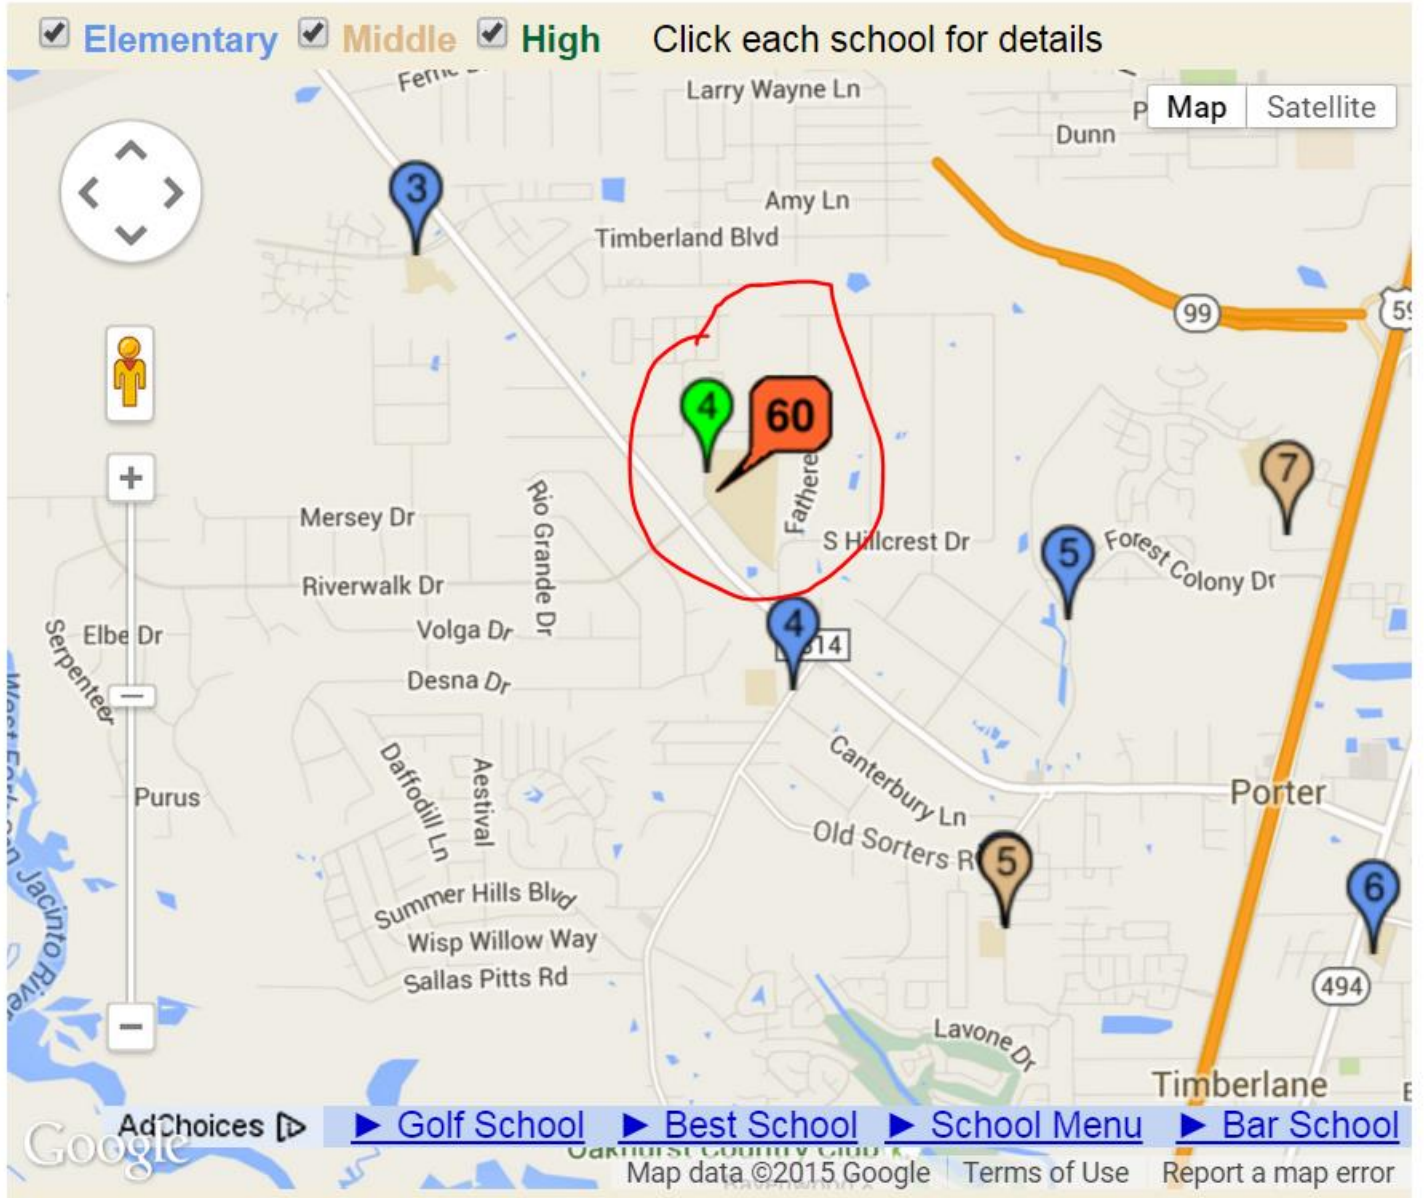 Elementary Middle High Click each school for details
Larry Wayne Ln
Map Satellite
Dunn
3
Amy Ln
Timberland Blvd
99
59
4
60
7
Rio Grande Dr
Mersey Dr
S Hillcrest Dr
5
Forest Colony Dr
Riverwalk Dr
4
Volga Dr
Elbe Dr
Serpenteer
Desna Dr
Daffodill Ln
Aestival
Canterbury Ln
Porter
Purus
Old Sorters R
5
6
Summer Hills Blvd
Wisp Willow Way
Sallas Pitts Rd
494
Lavone Dr
Timberlane
AdChoices
Golf School
Best School
School Menu
Bar School
Google
Oakhurst Country Club
Map data ©2015 Google
Terms of Use
Report a map error